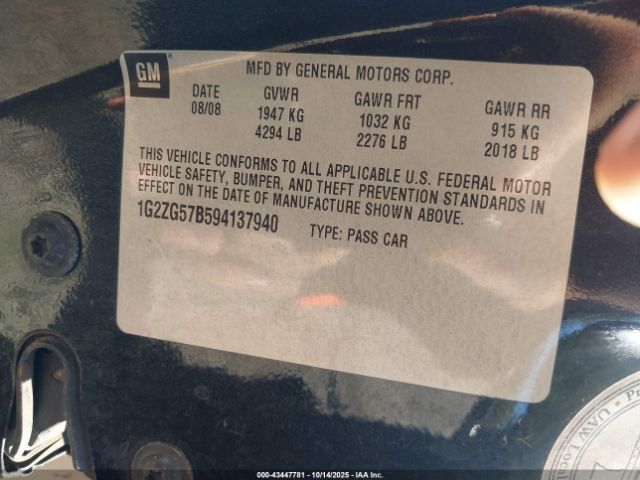 GM
MFD BY GENERAL MOTORS CORP.
DATE GVWR GAWR FRT GAWR RR
08/08 1947 KG 1032 KG 915 KG
4294 LB 2276 LB 2018 LB
THIS VEHICLE CONFORMS TO ALL APPLICABLE U.S. FEDERAL MOTOR
VEHICLE SAFETY, BUMPER, AND THEFT PREVENTION STANDARDS IN
EFFECT ON THE DATE OF MANUFACTURE SHOWN ABOVE.
1G2ZG57B594137940 TYPE: PASS CAR
UAW Local
000-43447781 - 10/14/2025 - IAA Inc.